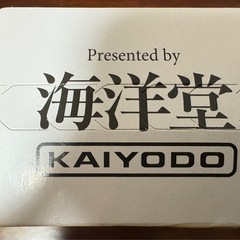 Presented by
海洋堂
KAIYODO